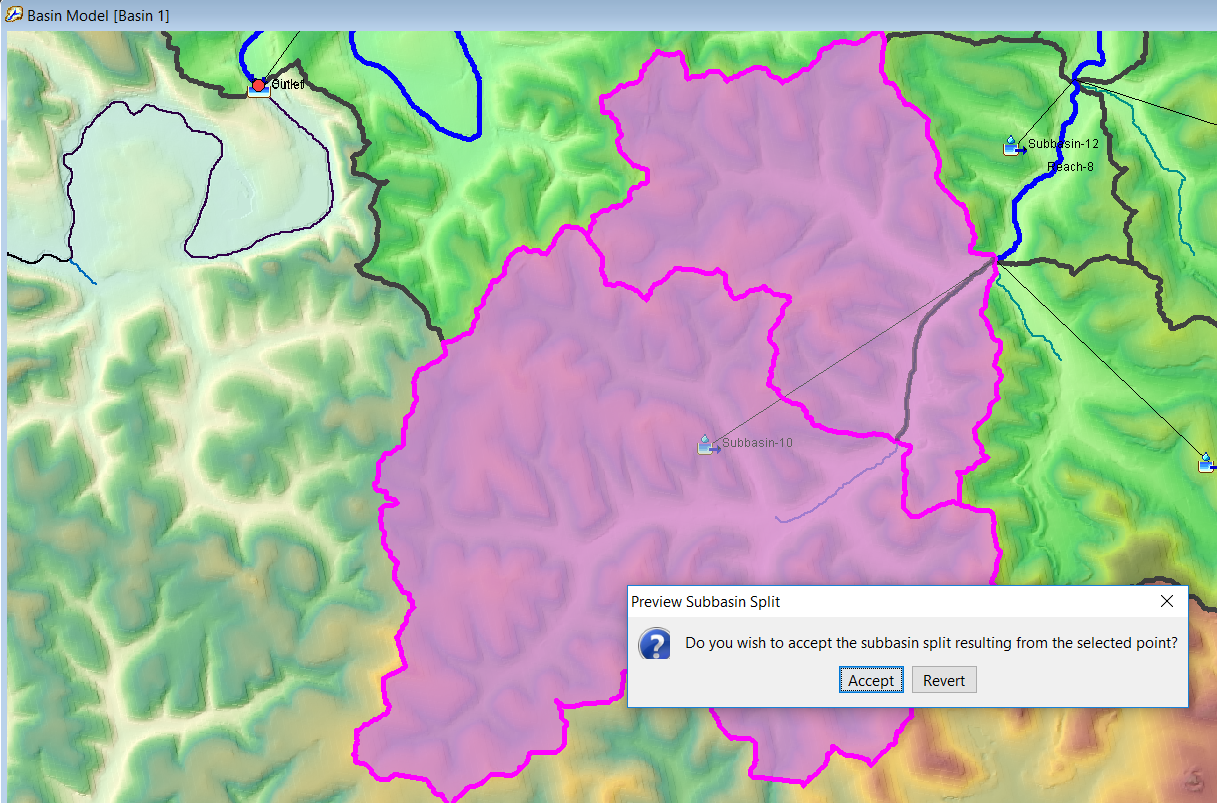 Basin Model [Basin 1]
Outlet
Subbasin-12
Reach-8
Subbasin-10
Preview Subbasin Split
Do you wish to accept the subbasin split resulting from the selected point?
Accept
Revert